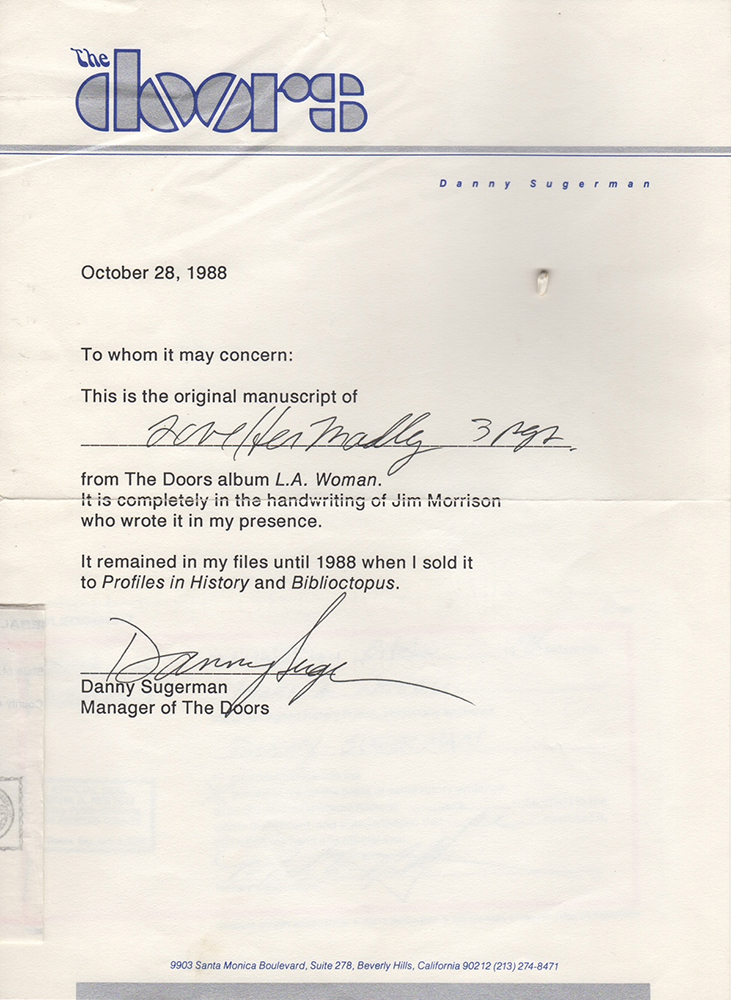 The doors
Danny Sugerman
October 28, 1988
To whom it may concern:
This is the original manuscript of
Love Her Madly 3 pgs.
from The Doors album L.A. Woman.
It is completely in the handwriting of Jim Morrison
who wrote it in my presence.
It remained in my files until 1988 when I sold it
to Profiles in History and Biblioctopus.
Danny Suge
Danny Sugerman
Manager of The Doors
9903 Santa Monica Boulevard, Suite 278, Beverly Hills, California 90212 (213) 274-8471